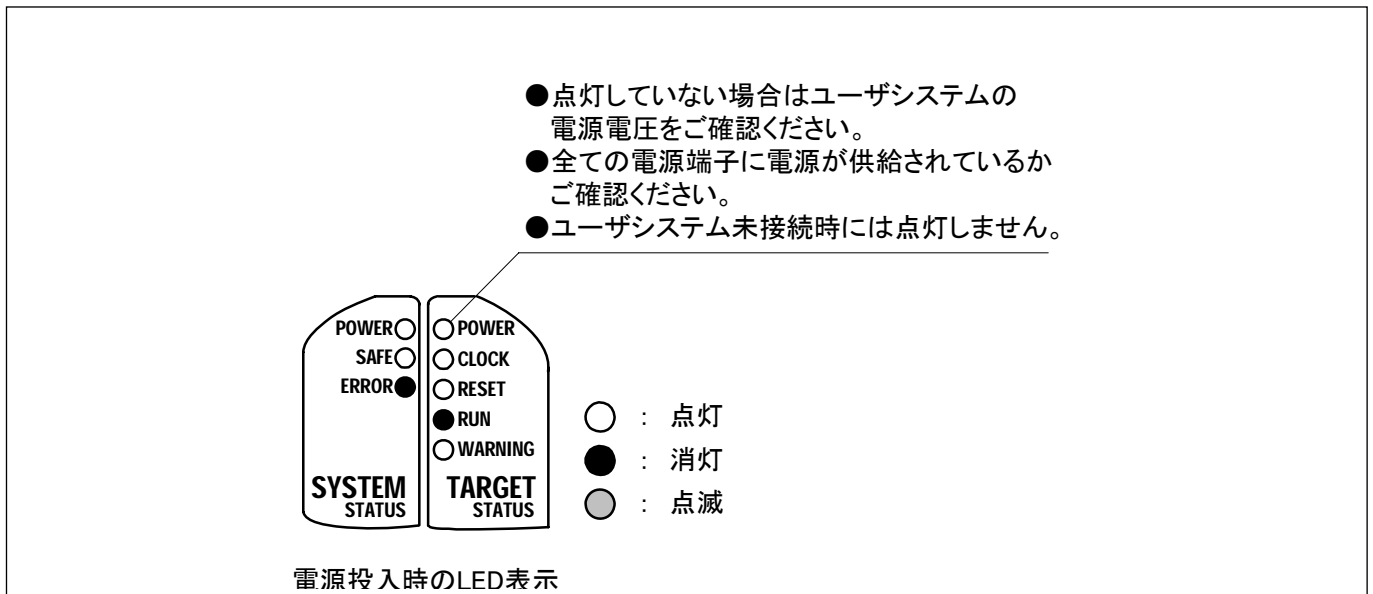 ●点灯していない場合はユーザシステムの
電源電圧をご確認ください。
●全ての電源端子に電源が供給されているか
ご確認ください。
●ユーザシステム未接続時には点灯しません。
POWER
SAFE
ERROR
SYSTEM
STATUS
POWER
CLOCK
RESET
RUN
WARNING
TARGET
STATUS
： 点灯
： 消灯
： 点滅
電源投入時のLED表示